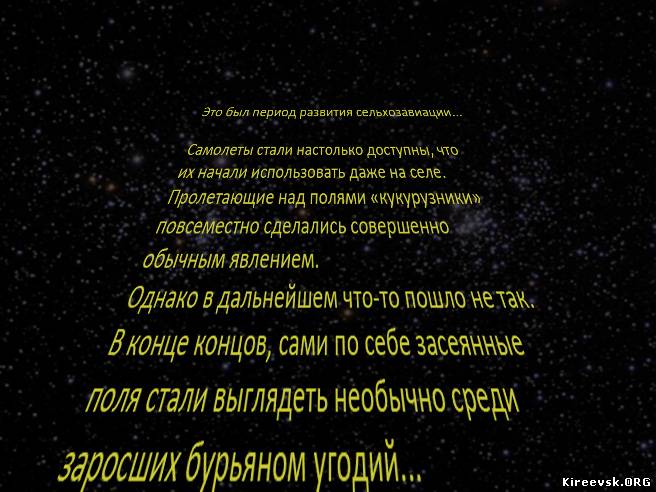 Это был период развития сельхозавиации...
Самолеты стали настолько доступны, что
их начали использовать даже на селе.
Пролетающие над полями «кукурузники»
повсеместно сделались совершенно
обычным явлением.
Однако в дальнейшем что-то пошло не так.
В конце концов, сами по себе засеянные
поля стали выглядеть необычно среди
заросших бурьяном угодий...
Kireevsk.ORG